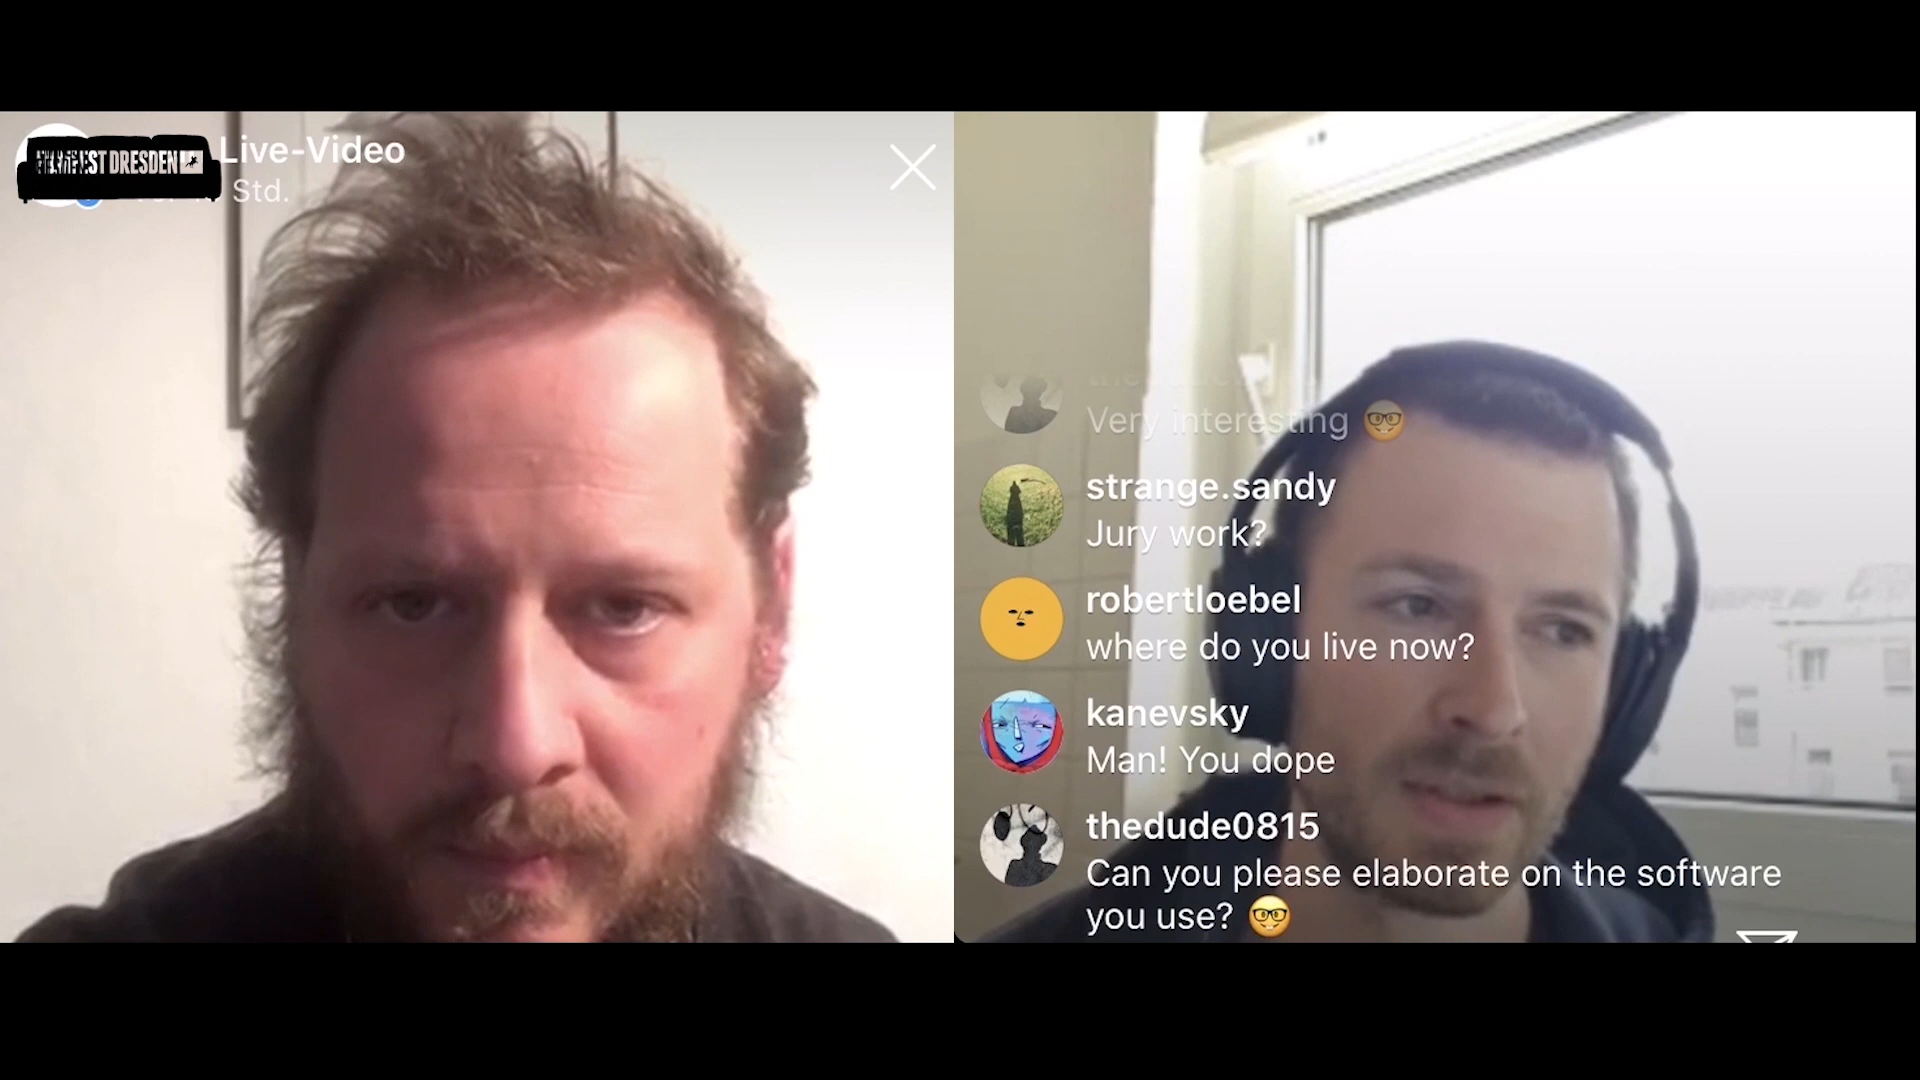 ST DRESDEN
Live-Video
Std.
Very interesting 🤓
strange.sandy
Jury work?
robertloebel
where do you live now?
kanevsky
Man! You dope
thedude0815
Can you please elaborate on the software
you use? 🤓